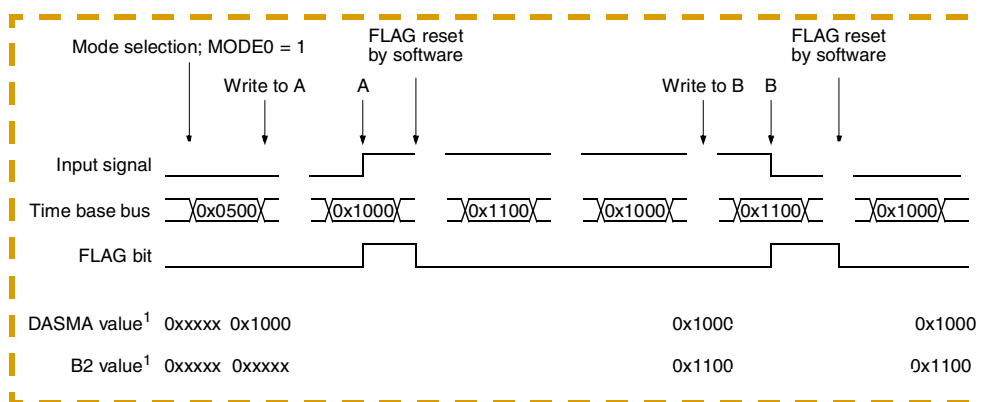 Mode selection; MODE0 = 1
FLAG reset by software
FLAG reset by software
Write to A
A
Write to B
B
Input signal
Time base bus 0x0500 0x1000 0x1100 0x1000 0x1100 0x1000
FLAG bit
DASMA value1 0xxxxx 0x1000 0x1000 0x1000
B2 value1 0xxxxx 0xxxxx 0x1100 0x1100